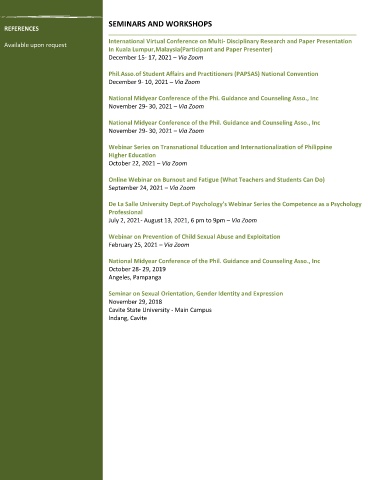 REFERENCES
Available upon request
SEMINARS AND WORKSHOPS
International Virtual Conference on Multi- Disciplinary Research and Paper Presentation
in Kuala Lumpur,Malaysia(Participant and Paper Presenter)
December 15- 17, 2021 – Via Zoom
Phil.Asso.of Student Affairs and Practitioners (PAPSAS) National Convention
December 9- 10, 2021 – Via Zoom
National Midyear Conference of the Phi. Guidance and Counseling Asso., Inc
November 29- 30, 2021 – Via Zoom
National Midyear Conference of the Phil. Guidance and Counseling Asso., Inc
November 29- 30, 2021 – Via Zoom
Webinar Series on Transnational Education and Internationalization of Philippine
Higher Education
October 22, 2021 – Via Zoom
Online Webinar on Burnout and Fatigue (What Teachers and Students Can Do)
September 24, 2021 – Via Zoom
De La Salle University Dept.of Psychology's Webinar Series the Competence as a Psychology
Professional
July 2, 2021- August 13, 2021, 6 pm to 9pm – Via Zoom
Webinar on Prevention of Child Sexual Abuse and Exploitation
February 25, 2021 – Via Zoom
National Midyear Conference of the Phil. Guidance and Counseling Asso., Inc
October 28- 29, 2019
Angeles, Pampanga
Seminar on Sexual Orientation, Gender Identity and Expression
November 29, 2018
Cavite State University - Main Campus
Indang, Cavite